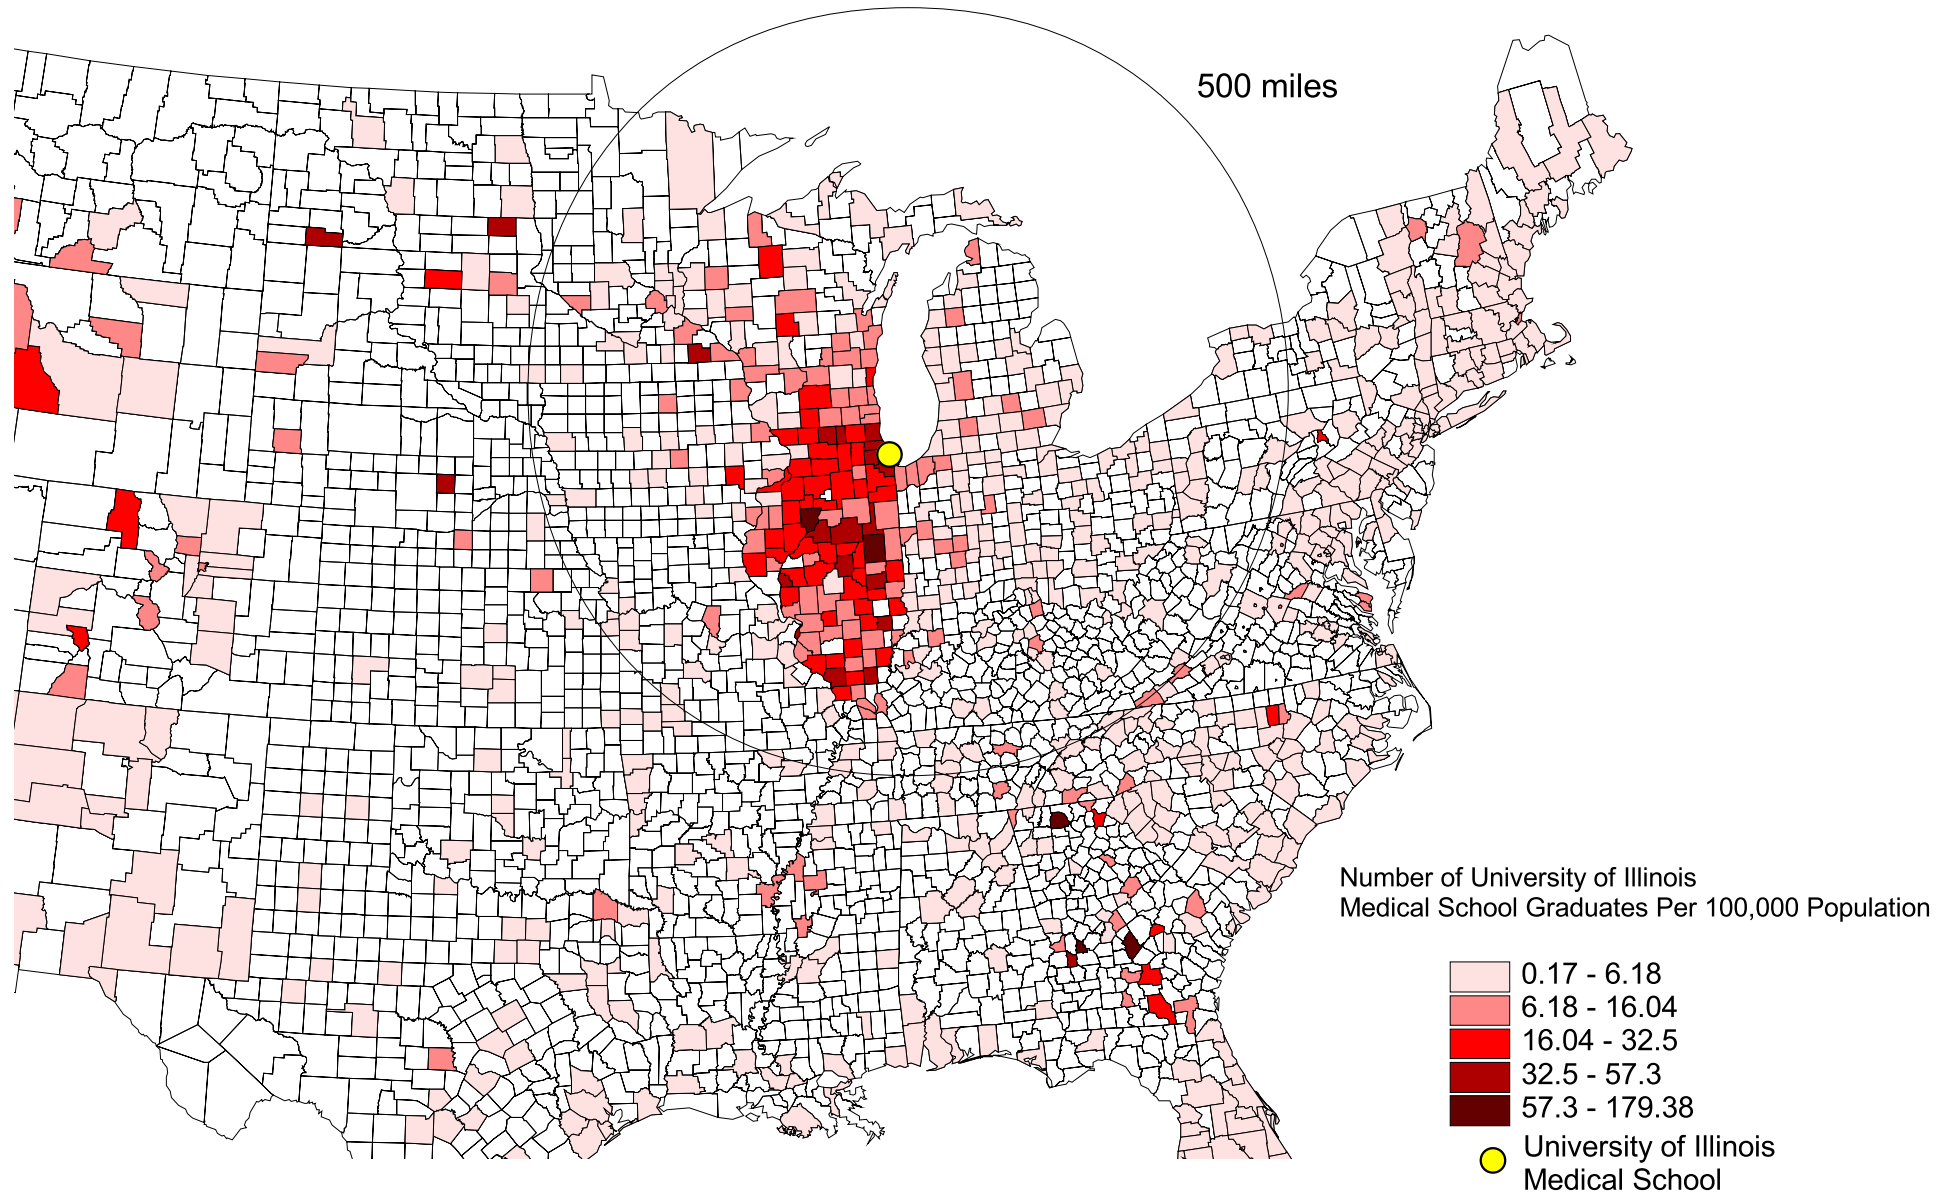 500 miles
Number of University of Illinois
Medical School Graduates Per 100,000 Population
0.17 - 6.18
6.18 - 16.04
16.04 - 32.5
32.5 - 57.3
57.3 - 179.38
University of Illinois
Medical School